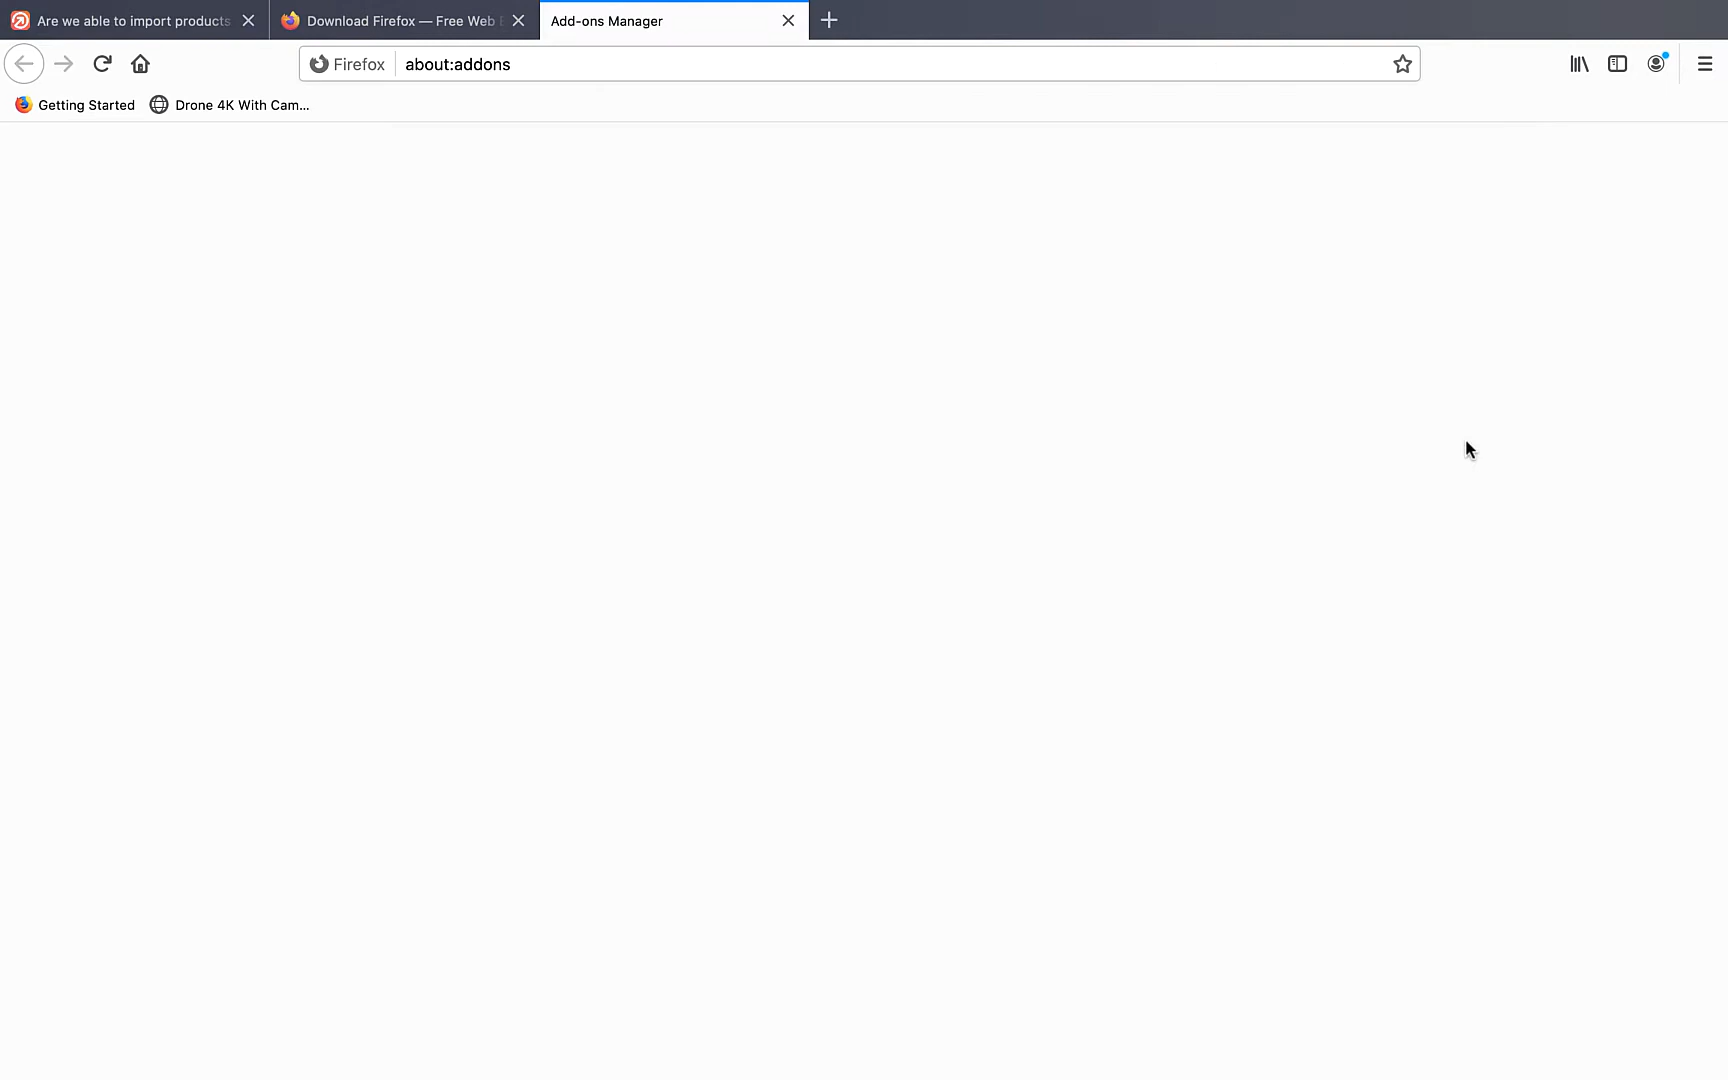 Are we able to import products
Download Firefox — Free Web
Add-ons Manager
Firefox
about:addons
Getting Started
Drone 4K With Cam...